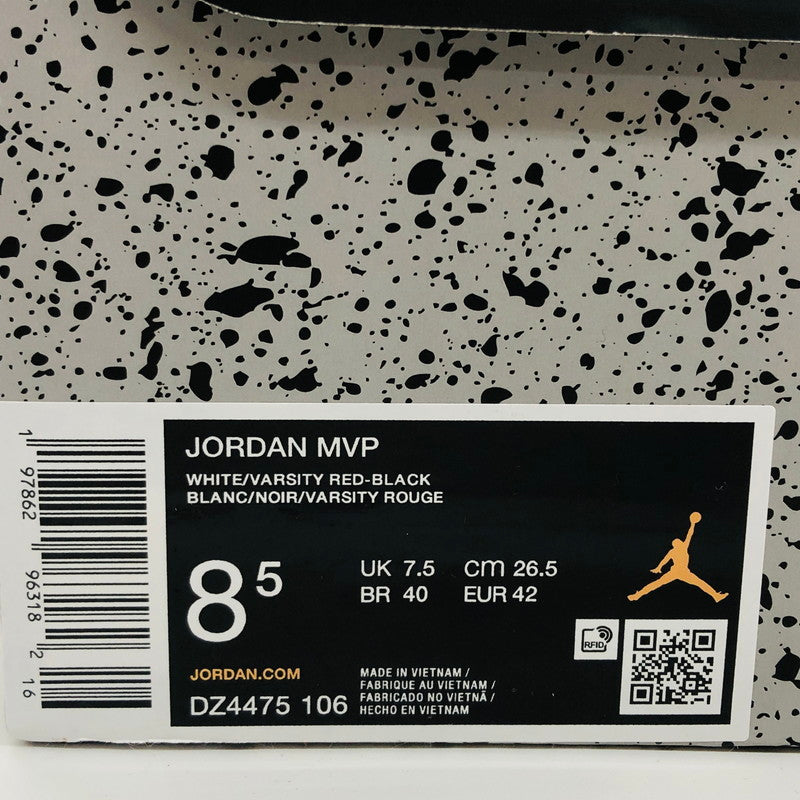 JORDAN MVP
WHITE/VARSITY RED-BLACK
BLANC/NOIR/VARSITY ROUGE
8 5
UK 7.5 CM 26.5
BR 40 EUR 42
RFID
JORDAN.COM
DZ4475 106
MADE IN VIETNAM /
FABRIQUE AU VIETNAM /
FABRICADO NO VIETNÃ /
HECHO EN VIETNAM
1 97862 96318 2 16